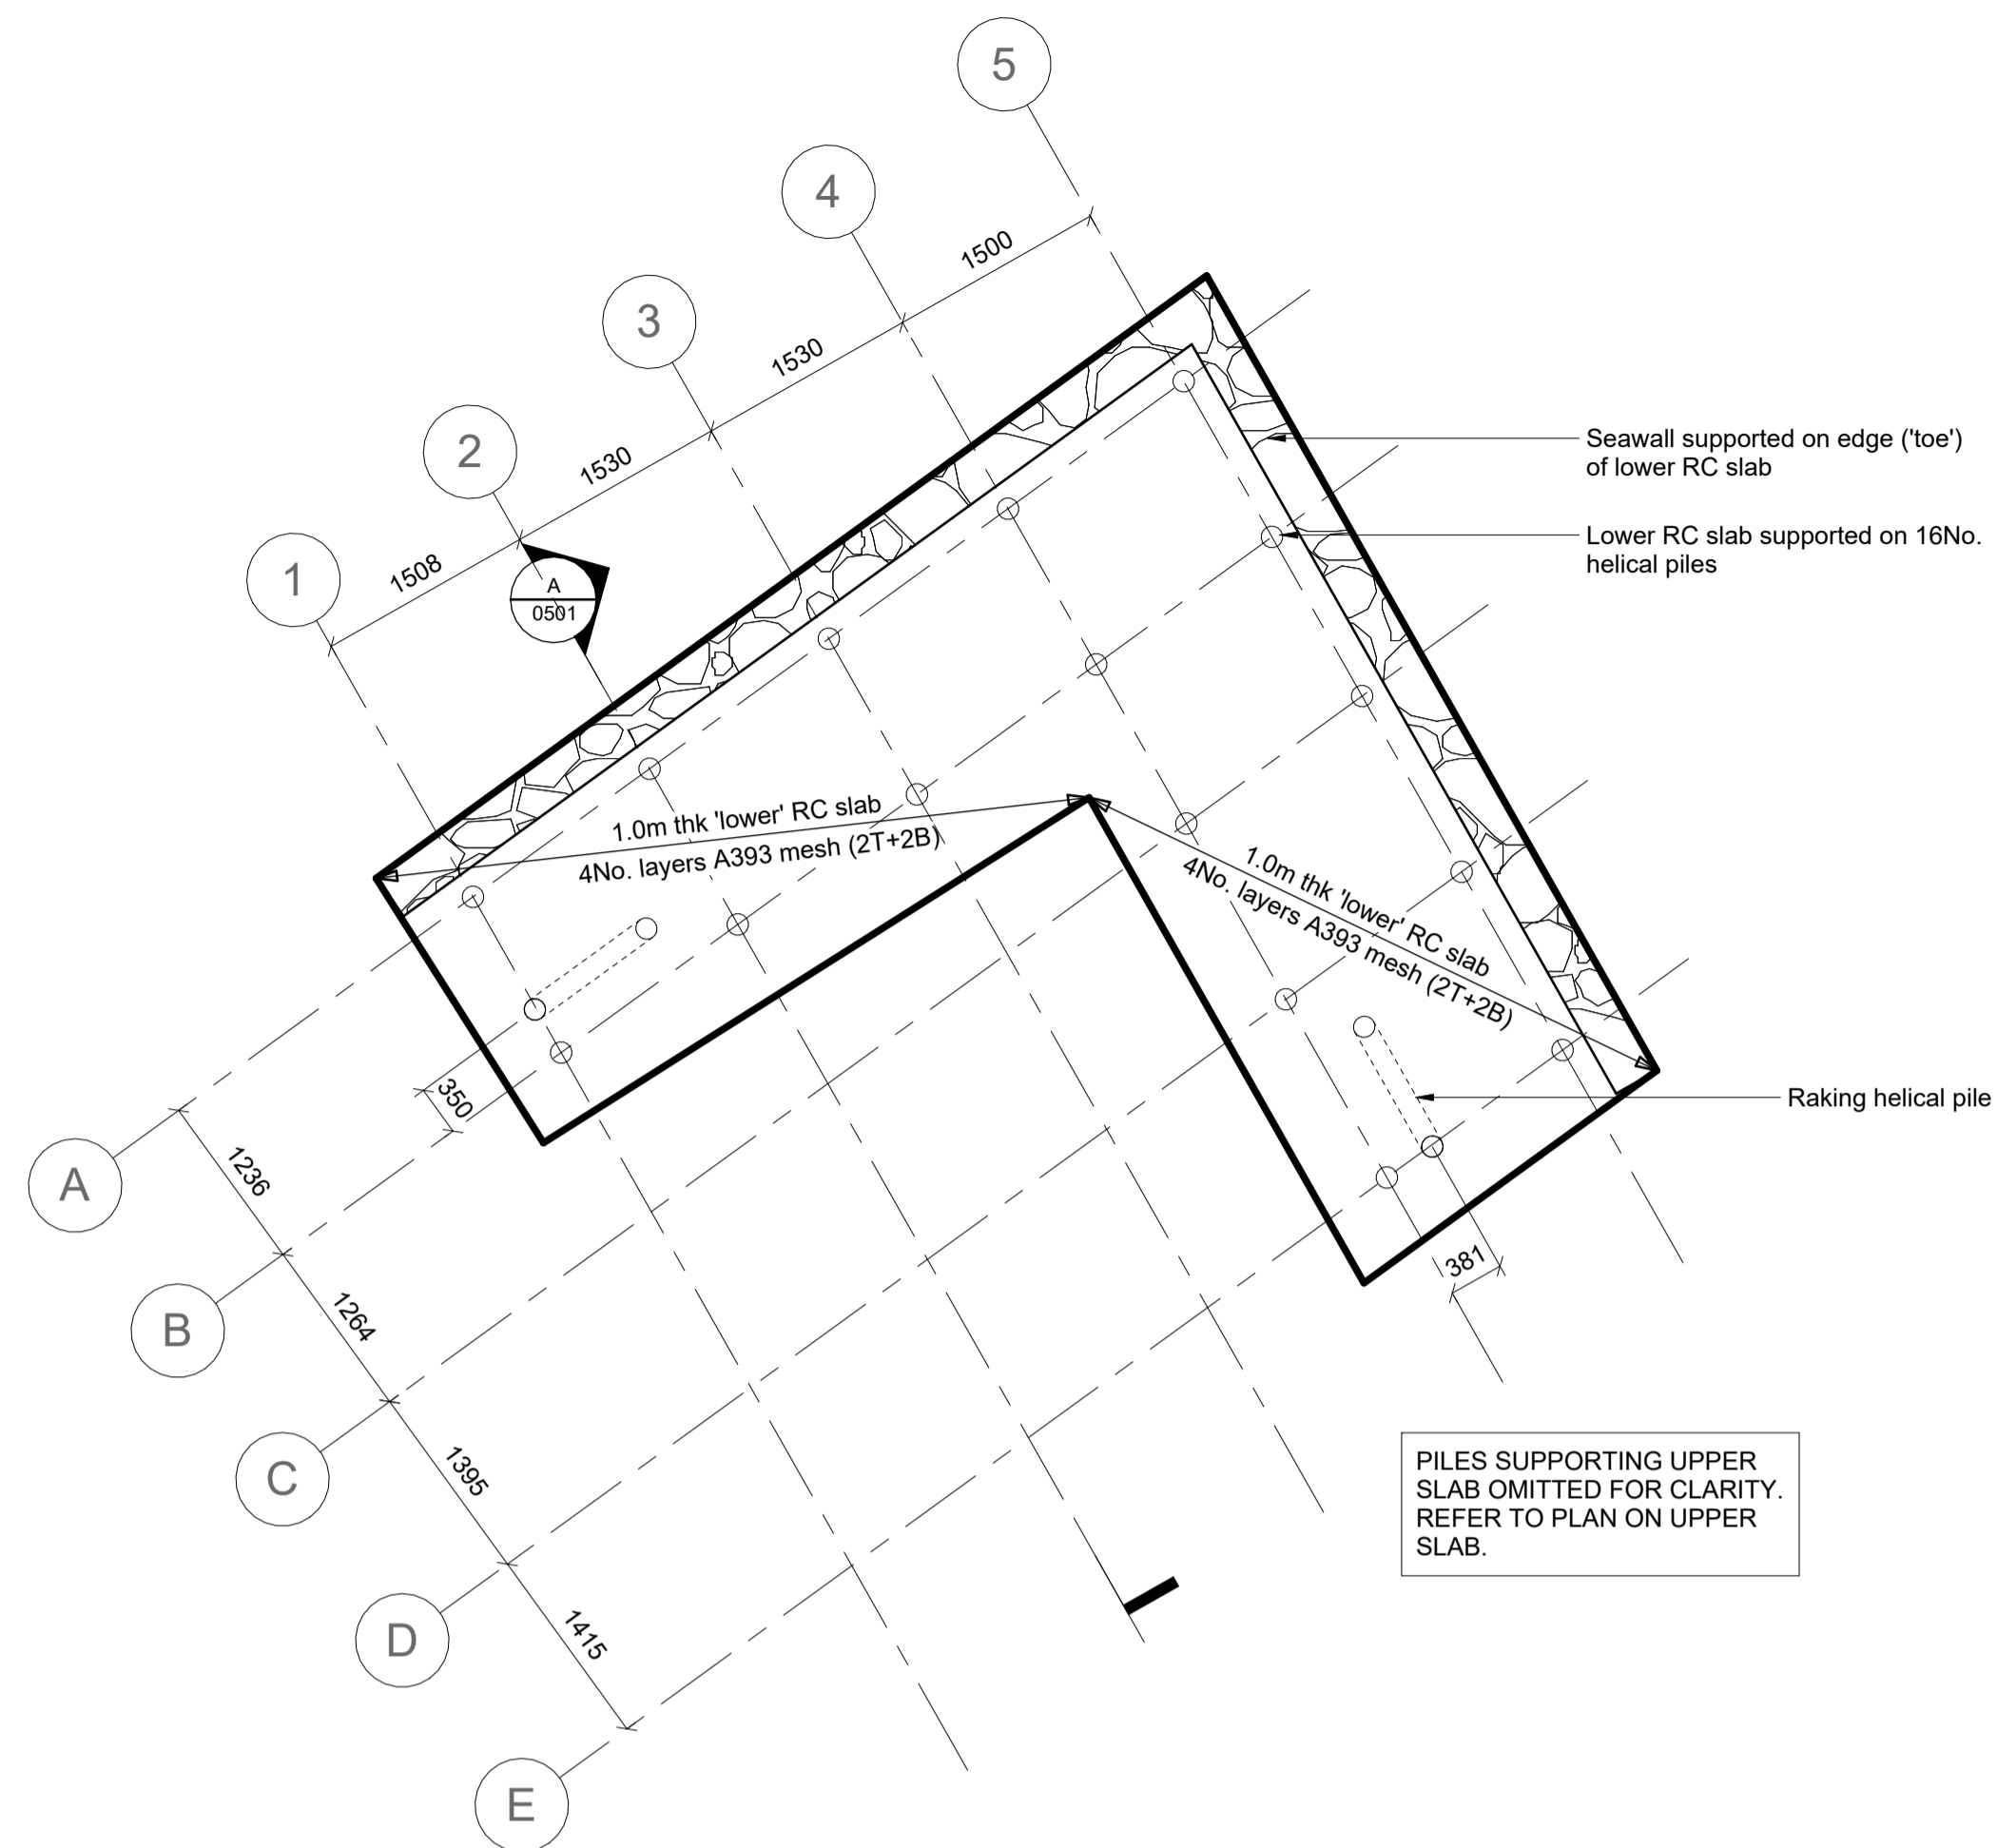 5
4
3
2
1
1500
1530
1530
1508
A
0501
Seawall supported on edge ('toe')
of lower RC slab
Lower RC slab supported on 16No.
helical piles
1.0m thk 'lower' RC slab
4No. layers A393 mesh (2T+2B)
1.0m thk 'lower' RC slab
4No. layers A393 mesh (2T+2B)
Raking helical pile
350
381
A
1236
B
1264
C
1395
D
1415
E
PILES SUPPORTING UPPER
SLAB OMITTED FOR CLARITY.
REFER TO PLAN ON UPPER
SLAB.